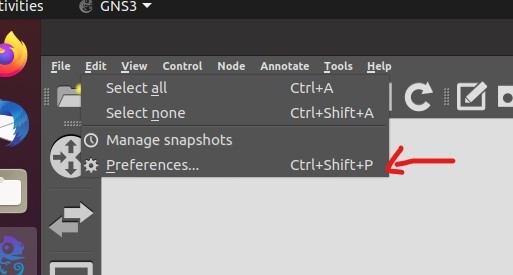 tivities GNS3
File Edit View Control Node Annotate Tools Help
Select all Ctrl+A
Select none Ctrl+Shift+A
Manage snapshots
Preferences... Ctrl+Shift+P